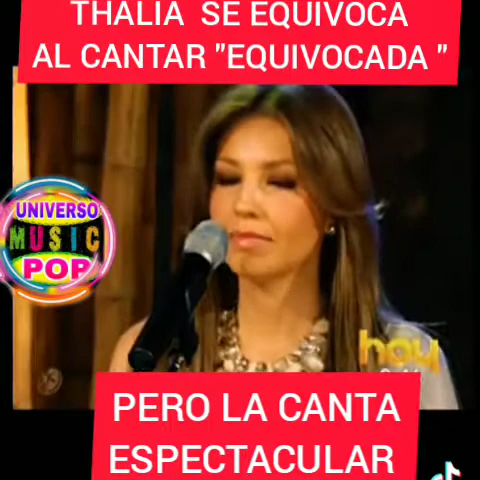 THALIA SE EQUIVOCA
AL CANTAR "EQUIVOCADA "
UNIVERSO
MUSIC
POP
hoy
PERO LA CANTA
ESPECTACULAR